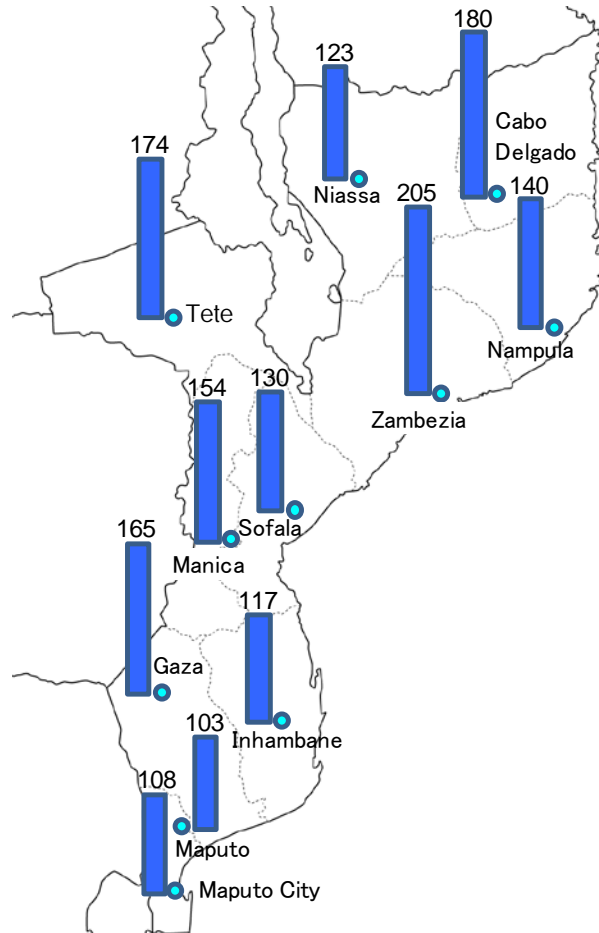 180
123
Cabo
Delgado
174
140
Niassa
205
Tete
Nampula
130
154
Zambezia
Sofala
165
Manica
117
Gaza
103
Inhambane
108
Maputo
Maputo City